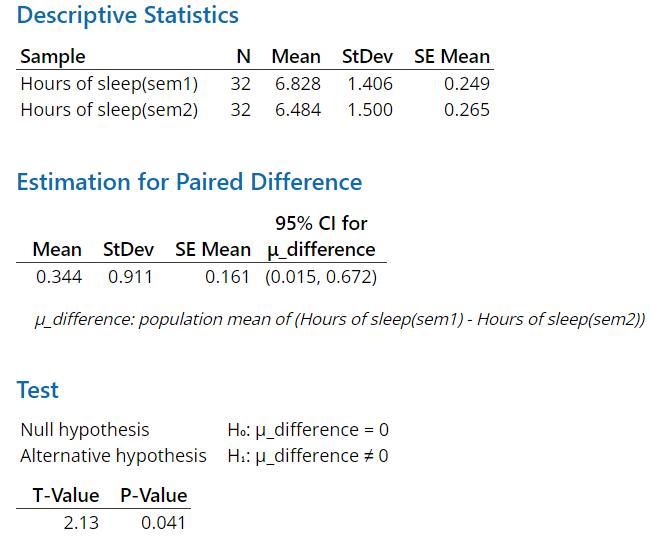 Descriptive Statistics
Sample N Mean StDev SE Mean
Hours of sleep(sem1) 32 6.828 1.406 0.249
Hours of sleep(sem2) 32 6.484 1.500 0.265
Estimation for Paired Difference
95% CI for
Mean StDev SE Mean μ_difference
0.344 0.911 0.161 (0.015, 0.672)
µ_difference: population mean of (Hours of sleep(sem1) - Hours of sleep(sem2))
Test
Null hypothesis H₀: μ_difference = 0
Alternative hypothesis H₁: μ_difference ≠ 0
T-Value P-Value
2.13 0.041